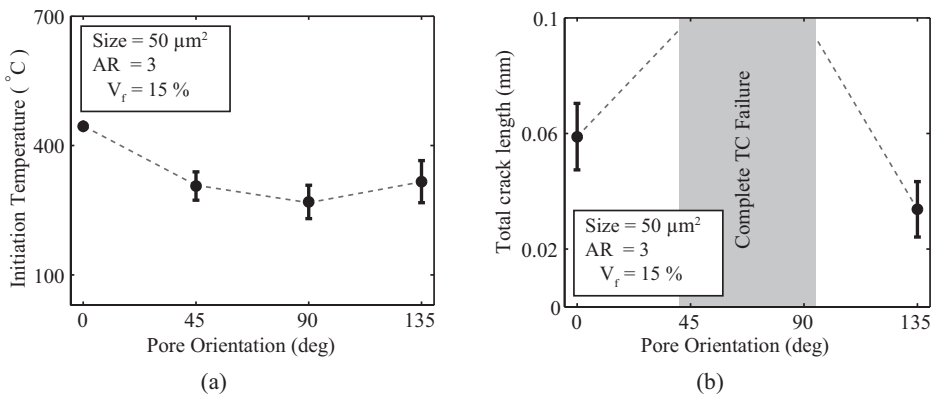 700
400
100
Initiation Temperature ( °C )
Size = 50 µm²
AR = 3
V_f = 15 %
0 45 90 135
Pore Orientation (deg)
(a)
0.1
0.06
0.02
0
Total crack length (mm)
Complete TC Failure
Size = 50 µm²
AR = 3
V_f = 15 %
0 45 90 135
Pore Orientation (deg)
(b)